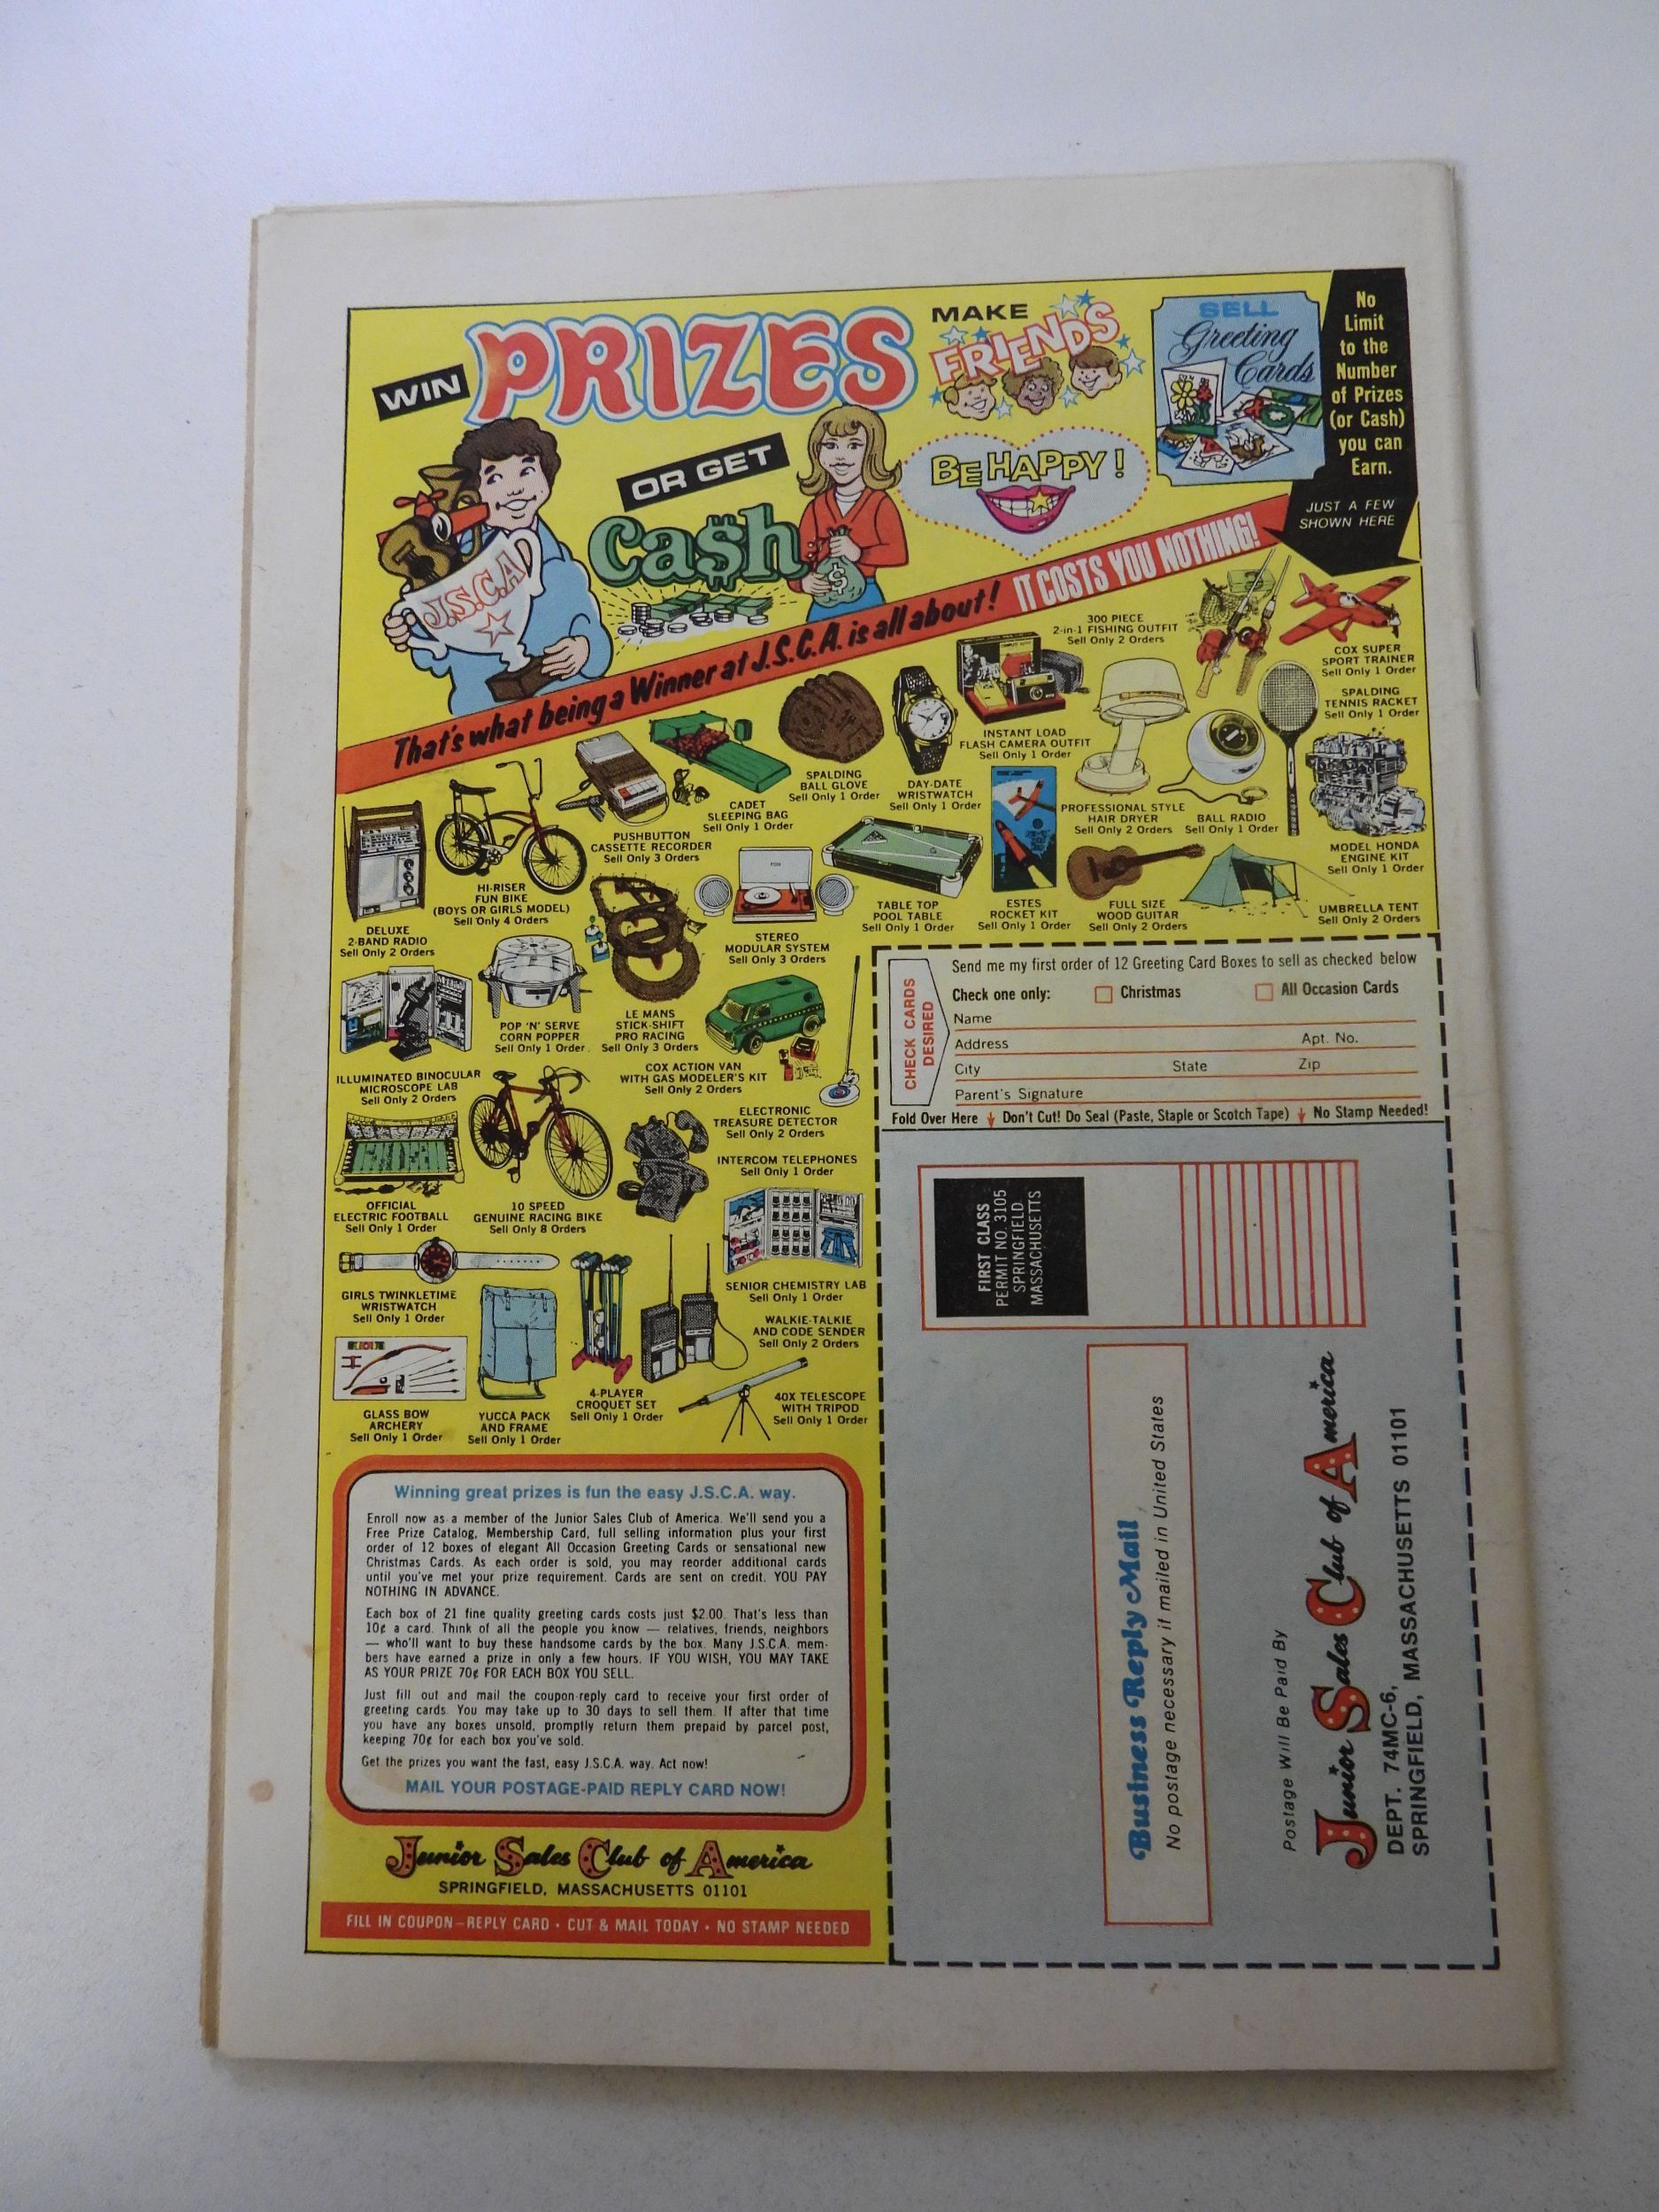 WIN PRIZES
OR GET
Ca$h
MAKE
FRIENDS
BE HAPPY!
SELL
Greeting
Cards
No
Limit
to the
Number
of Prizes
(or Cash)
you can
Earn.
JUST A FEW
SHOWN HERE
J.S.C.A
$
That's what being a Winner at J.S.C.A. is all about! IT COSTS YOU NOTHING!
300 PIECE
2-in-1 FISHING OUTFIT
Sell Only 2 Orders
COX SUPER
SPORT TRAINER
Sell Only 1 Order
SPALDING
TENNIS RACKET
Sell Only 1 Order
INSTANT LOAD
FLASH CAMERA OUTFIT
Sell Only 1 Order
DAY-DATE
WRISTWATCH
Sell Only 1 Order
SPALDING
BALL GLOVE
Sell Only 1 Order
CADET
SLEEPING BAG
Sell Only 1 Order
PUSHBUTTON
CASSETTE RECORDER
Sell Only 3 Orders
PROFESSIONAL STYLE
HAIR DRYER
Sell Only 2 Orders
BALL RADIO
Sell Only 1 Order
MODEL HONDA
ENGINE KIT
Sell Only 1 Order
HI-RISER
FUN BIKE
(BOYS OR GIRLS MODEL)
Sell Only 4 Orders
DELUXE
2-BAND RADIO
Sell Only 2 Orders
STEREO
MODULAR SYSTEM
Sell Only 3 Orders
TABLE TOP
POOL TABLE
Sell Only 1 Order
ESTES
ROCKET KIT
Sell Only 1 Order
FULL SIZE
WOOD GUITAR
Sell Only 2 Orders
UMBRELLA TENT
Sell Only 2 Orders
POP 'N' SERVE
CORN POPPER
Sell Only 1 Order
LE MANS
STICK-SHIFT
PRO RACING
Sell Only 3 Orders
ILLUMINATED BINOCULAR
MICROSCOPE LAB
Sell Only 2 Orders
COX ACTION VAN
WITH GAS MODELER'S KIT
Sell Only 2 Orders
ELECTRONIC
TREASURE DETECTOR
Sell Only 2 Orders
INTERCOM TELEPHONES
Sell Only 1 Order
OFFICIAL
ELECTRIC FOOTBALL
Sell Only 1 Order
10 SPEED
GENUINE RACING BIKE
Sell Only 8 Orders
SENIOR CHEMISTRY LAB
Sell Only 1 Order
GIRLS TWINKLETIME
WRISTWATCH
Sell Only 1 Order
WALKIE-TALKIE
AND CODE SENDER
Sell Only 2 Orders
GLASS BOW
ARCHERY
Sell Only 1 Order
YUCCA PACK
AND FRAME
Sell Only 1 Order
4-PLAYER
CROQUET SET
Sell Only 1 Order
40X TELESCOPE
WITH TRIPOD
Sell Only 1 Order
Winning great prizes is fun the easy J.S.C.A. way.
Enroll now as a member of the Junior Sales Club of America. We'll send you a
Free Prize Catalog, Membership Card, full selling information plus your first
order of 12 boxes of elegant All Occasion Greeting Cards or sensational new
Christmas Cards. As each order is sold, you may reorder additional cards
until you've met your prize requirement. Cards are sent on credit. YOU PAY
NOTHING IN ADVANCE.
Each box of 21 fine quality greeting cards costs just $2.00. That's less than
10¢ a card. Think of all the people you know — relatives, friends, neighbors
— who'll want to buy these handsome cards by the box. Many J.S.C.A. mem-
bers have earned a prize in only a few hours. IF YOU WISH, YOU MAY TAKE
AS YOUR PRIZE 70¢ FOR EACH BOX YOU SELL.
Just fill out and mail the coupon-reply card to receive your first order of
greeting cards. You may take up to 30 days to sell them. If after that time
you have any boxes unsold, promptly return them prepaid by parcel post,
keeping 70¢ for each box you've sold.
Get the prizes you want the fast, easy J.S.C.A. way. Act now!
MAIL YOUR POSTAGE-PAID REPLY CARD NOW!
Junior Sales Club of America
SPRINGFIELD, MASSACHUSETTS 01101
FILL IN COUPON–REPLY CARD • CUT & MAIL TODAY • NO STAMP NEEDED
CHECK CARDS
DESIRED
Send me my first order of 12 Greeting Card Boxes to sell as checked below
Check one only: Christmas All Occasion Cards
Name
Address Apt. No.
City State Zip
Parent's Signature
Fold Over Here Don't Cut! Do Seal (Paste, Staple or Scotch Tape) No Stamp Needed!
FIRST CLASS
PERMIT NO. 3105
SPRINGFIELD
MASSACHUSETTS
Business Reply Mail
No postage necessary if mailed in United States
Postage Will Be Paid By
Junior Sales Club of America
DEPT. 74MC-6,
SPRINGFIELD, MASSACHUSETTS 01101